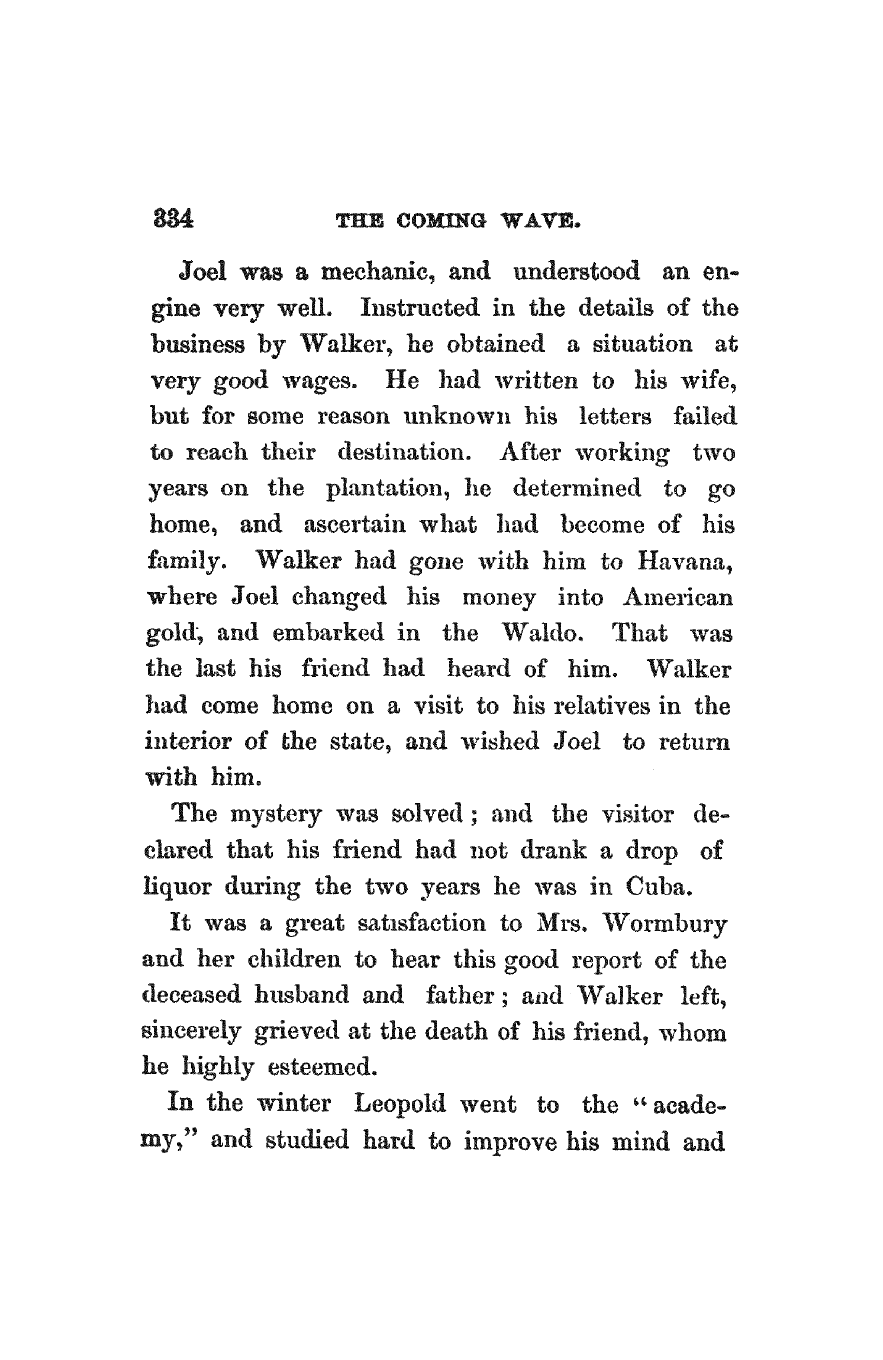 334 THE COMING WAVE.
Joel was a mechanic, and understood an en-
gine very well. Instructed in the details of the
business by Walker, he obtained a situation at
very good wages. He had written to his wife,
but for some reason unknown his letters failed
to reach their destination. After working two
years on the plantation, he determined to go
home, and ascertain what had become of his
family. Walker had gone with him to Havana,
where Joel changed his money into American
gold, and embarked in the Waldo. That was
the last his friend had heard of him. Walker
had come home on a visit to his relatives in the
interior of the state, and wished Joel to return
with him.
The mystery was solved; and the visitor de-
clared that his friend had not drank a drop of
liquor during the two years he was in Cuba.
It was a great satisfaction to Mrs. Wormbury
and her children to hear this good report of the
deceased husband and father; and Walker left,
sincerely grieved at the death of his friend, whom
he highly esteemed.
In the winter Leopold went to the "acade-
my," and studied hard to improve his mind and